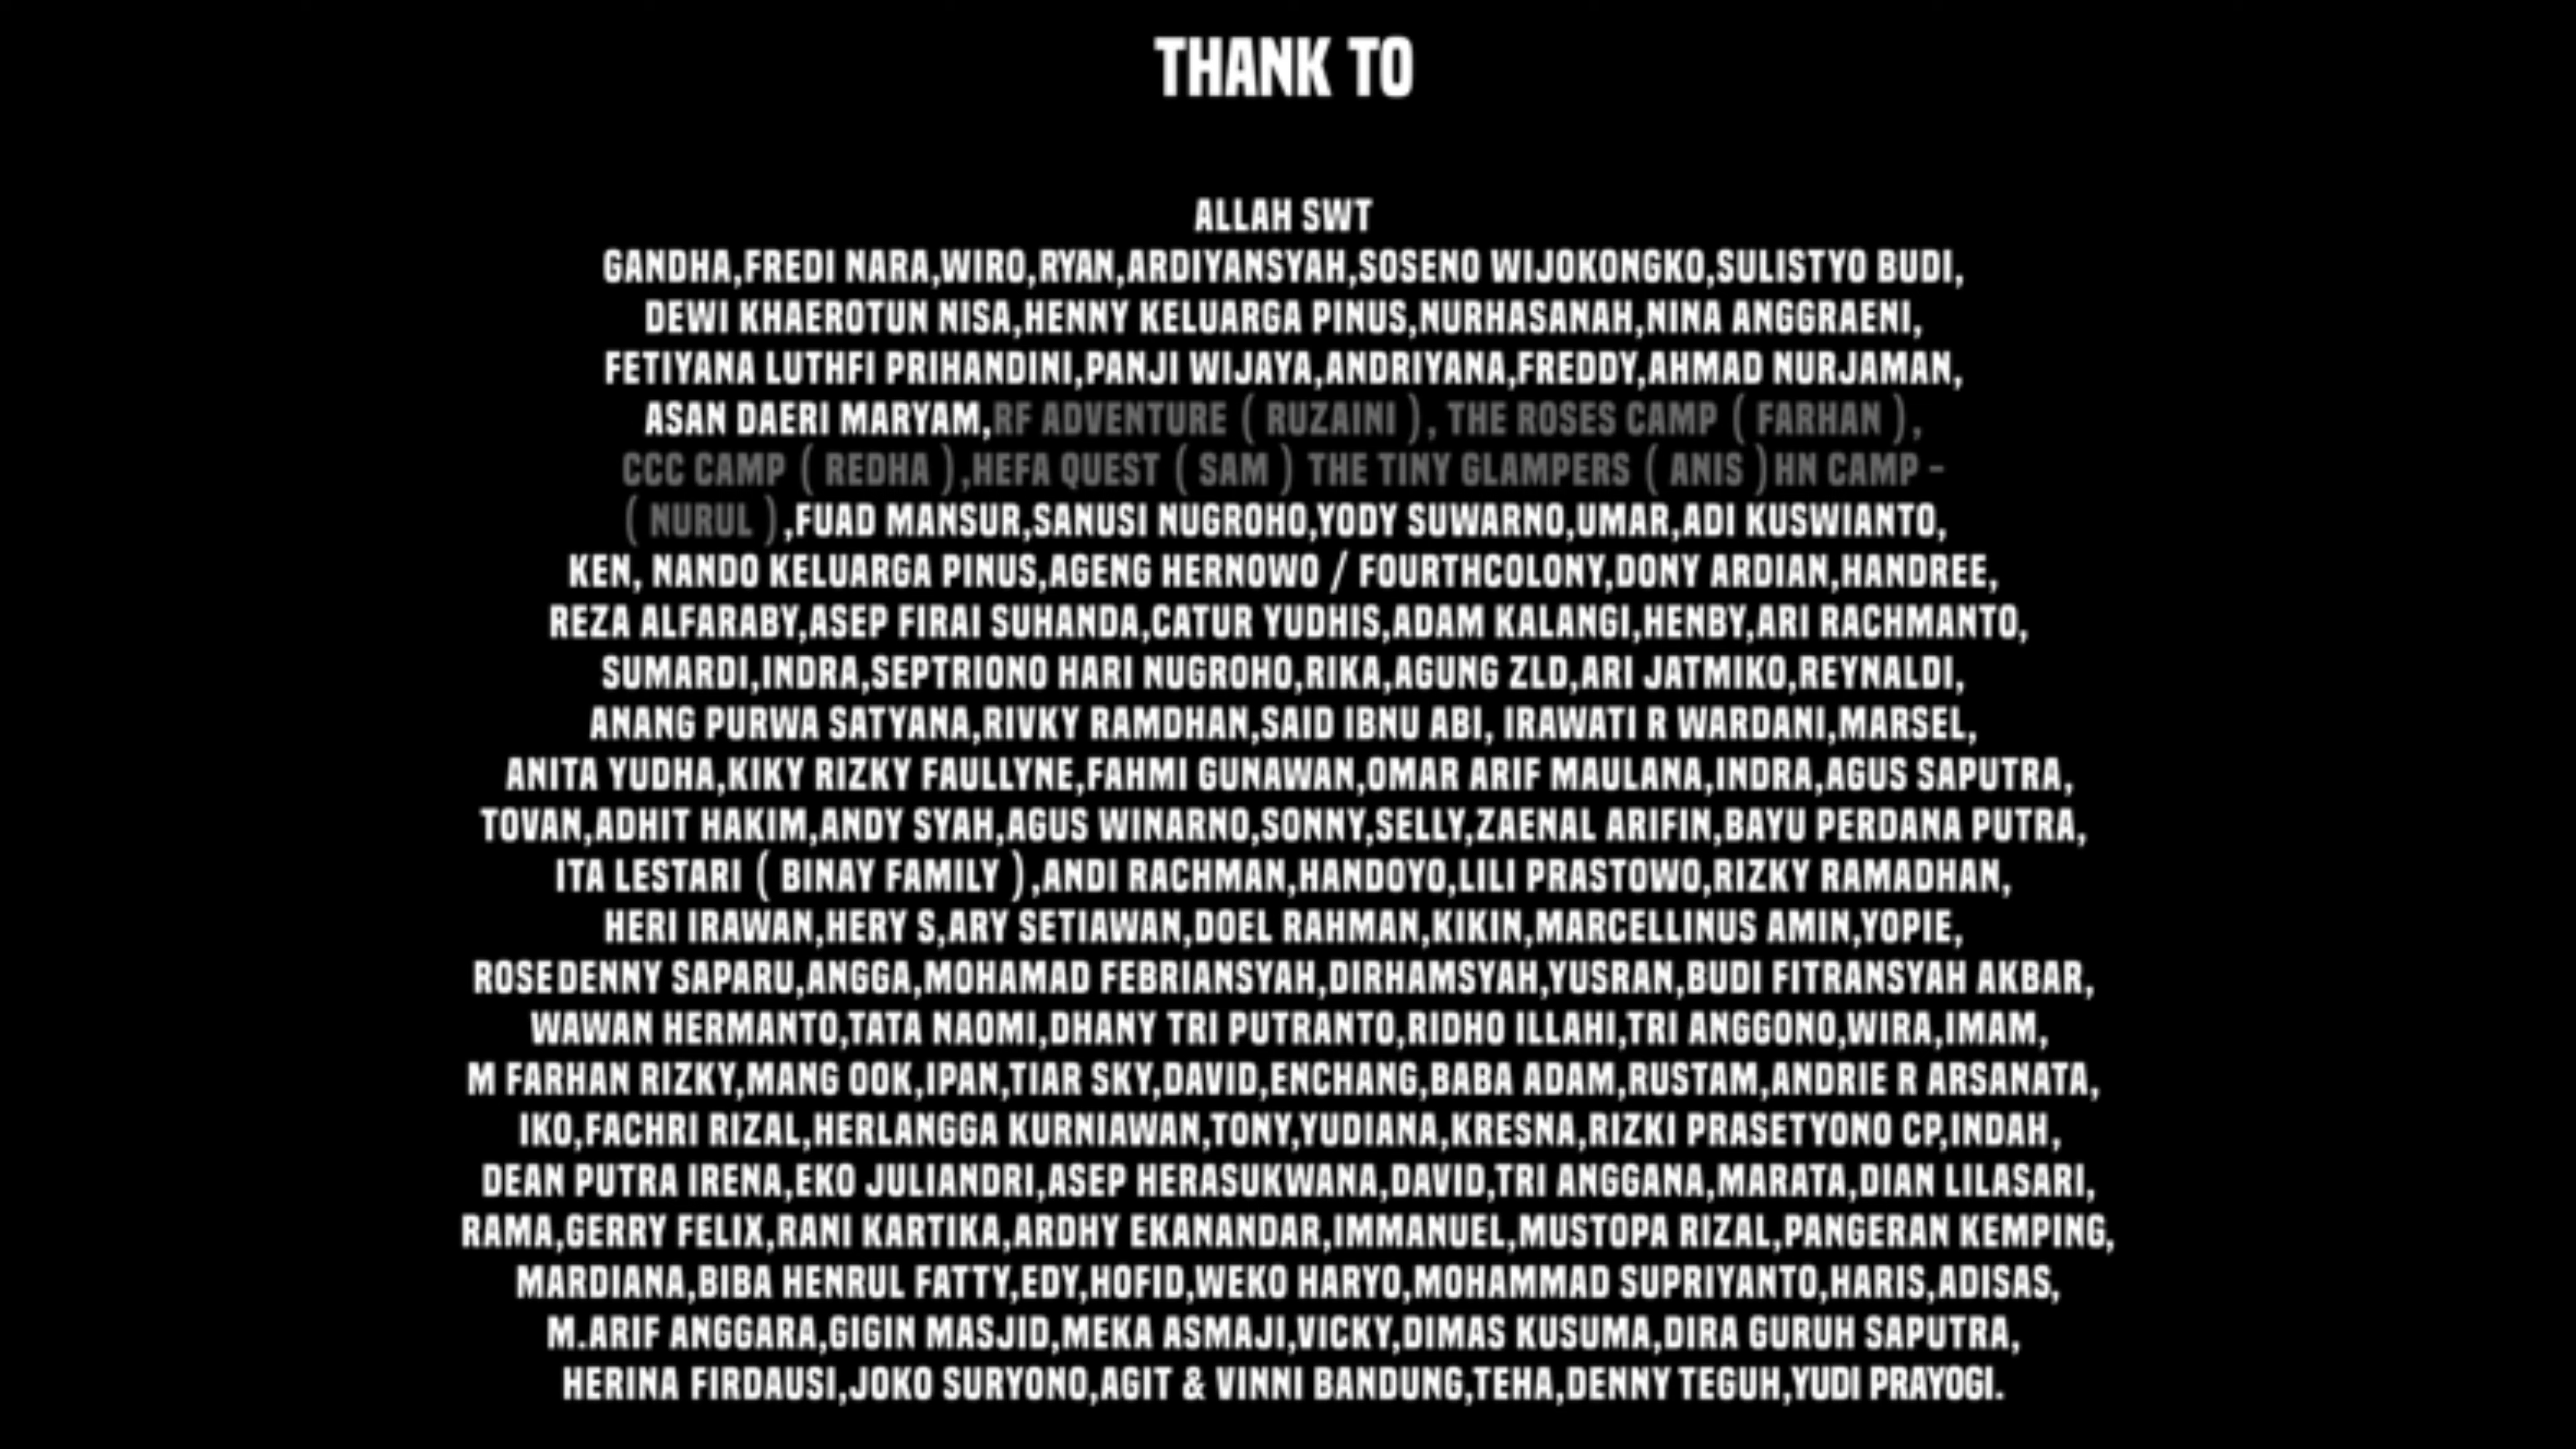 THANK TO
ALLAH SWT
GANDHA,FREDI NARA,WIRO,RYAN,ARDIYANSYAH,SOSENO WIJOKONGKO,SULISTYO BUDI,
DEWI KHAEROTUN NISA,HENNY KELUARGA PINUS,NURHASANAH,NINA ANGGRAENI,
FETIYANA LUTHFI PRIHANDINI,PANJI WIJAYA,ANDRIYANA,FREDDY,AHMAD NURJAMAN,
ASAN DAERI MARYAM,RF ADVENTURE ( RUZAINI ), THE ROSES CAMP ( FARHAN ),
CCC CAMP ( REDHA ),HEFA QUEST ( SAM ) THE TINY GLAMPERS ( ANIS )HN CAMP -
( NURUL ),FUAD MANSUR,SANUSI NUGROHO,YODY SUWARNO,UMAR,ADI KUSWIANTO,
KEN, NANDO KELUARGA PINUS,AGENG HERNOWO / FOURTHCOLONY,DONY ARDIAN,HANDREE,
REZA ALFARABY,ASEP FIRAI SUHANDA,CATUR YUDHIS,ADAM KALANGI,HENBY,ARI RACHMANTO,
SUMARDI,INDRA,SEPTRIONO HARI NUGROHO,RIKA,AGUNG ZLD,ARI JATMIKO,REYNALDI,
ANANG PURWA SATYANA,RIVKY RAMDHAN,SAID IBNU ABI, IRAWATI R WARDANI,MARSEL,
ANITA YUDHA,KIKY RIZKY FAULLYNE,FAHMI GUNAWAN,OMAR ARIF MAULANA,INDRA,AGUS SAPUTRA,
TOVAN,ADHIT HAKIM,ANDY SYAH,AGUS WINARNO,SONNY,SELLY,ZAENAL ARIFIN,BAYU PERDANA PUTRA,
ITA LESTARI ( BINAY FAMILY ),ANDI RACHMAN,HANDOYO,LILI PRASTOWO,RIZKY RAMADHAN,
HERI IRAWAN,HERY S,ARY SETIAWAN,DOEL RAHMAN,KIKIN,MARCELLINUS AMIN,YOPIE,
ROSEDENNY SAPARU,ANGGA,MOHAMAD FEBRIANSYAH,DIRHAMSYAH,YUSRAN,BUDI FITRANSYAH AKBAR,
WAWAN HERMANTO,TATA NAOMI,DHANY TRI PUTRANTO,RIDHO ILLAHI,TRI ANGGONO,WIRA,IMAM,
M FARHAN RIZKY,MANG OOK,IPAN,TIAR SKY,DAVID,ENCHANG,BABA ADAM,RUSTAM,ANDRIE R ARSANATA,
IKO,FACHRI RIZAL,HERLANGGA KURNIAWAN,TONY,YUDIANA,KRESNA,RIZKI PRASETYONO CP,INDAH,
DEAN PUTRA IRENA,EKO JULIANDRI,ASEP HERASUKWANA,DAVID,TRI ANGGANA,MARATA,DIAN LILASARI,
RAMA,GERRY FELIX,RANI KARTIKA,ARDHY EKANANDAR,IMMANUEL,MUSTOPA RIZAL,PANGERAN KEMPING,
MARDIANA,BIBA HENRUL FATTY,EDY,HOFID,WEKO HARYO,MOHAMMAD SUPRIYANTO,HARIS,ADISAS,
M.ARIF ANGGARA,GIGIN MASJID,MEKA ASMAJI,VICKY,DIMAS KUSUMA,DIRA GURUH SAPUTRA,
HERINA FIRDAUSI,JOKO SURYONO,AGIT & VINNI BANDUNG,TEHA,DENNY TEGUH,YUDI PRAYOGI.